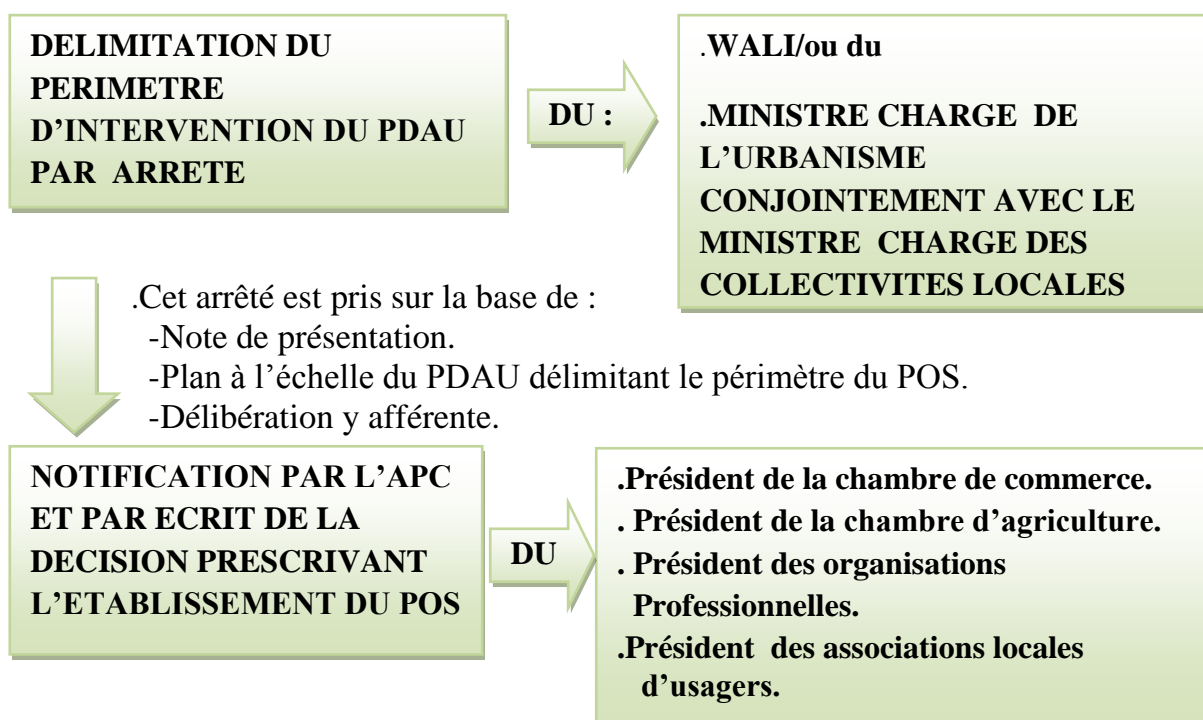 DELIMITATION DU
PERIMETRE
D’INTERVENTION DU PDAU
PAR ARRETE
DU :
.WALI/ou du
.MINISTRE CHARGE DE
L’URBANISME
CONJOINTEMENT AVEC LE
MINISTRE CHARGE DES
COLLECTIVITES LOCALES
.Cet arrêté est pris sur la base de :
-Note de présentation.
-Plan à l’échelle du PDAU délimitant le périmètre du POS.
-Délibération y afférente.
NOTIFICATION PAR L’APC
ET PAR ECRIT DE LA
DECISION PRESCRIVANT
L’ETABLISSEMENT DU POS
DU
.Président de la chambre de commerce.
. Président de la chambre d’agriculture.
. Président des organisations
Professionnelles.
.Président des associations locales
d’usagers.